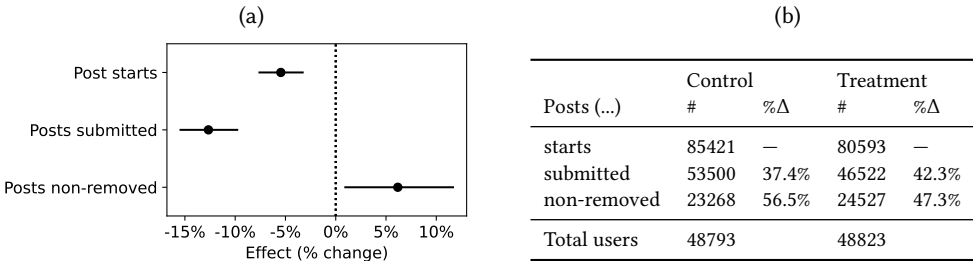 (a)
Post starts
Posts submitted
Posts non-removed
-15% -10% -5% 0% 5% 10%
Effect (% change)
(b)
Control Treatment
Posts (...) # %Δ # %Δ
starts 85421 — 80593 —
submitted 53500 37.4% 46522 42.3%
non-removed 23268 56.5% 24527 47.3%
Total users 48793 48823